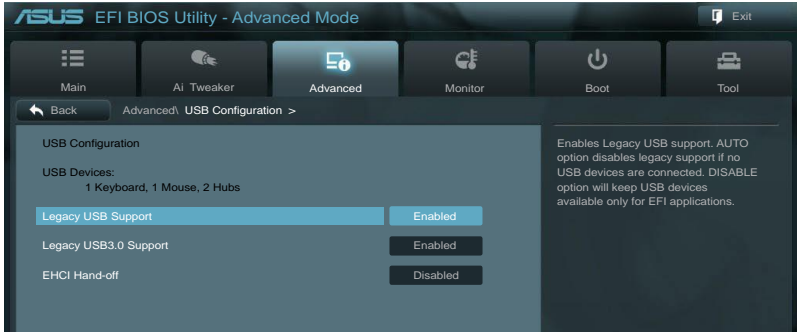 ASUS EFI BIOS Utility - Advanced Mode
Exit
Main
Ai Tweaker
Advanced
Monitor
Boot
Tool
Back
Advanced\ USB Configuration >
USB Configuration
USB Devices:
1 Keyboard, 1 Mouse, 2 Hubs
Legacy USB Support Enabled
Legacy USB3.0 Support Enabled
EHCI Hand-off Disabled
Enables Legacy USB support. AUTO
option disables legacy support if no
USB devices are connected. DISABLE
option will keep USB devices
available only for EFI applications.